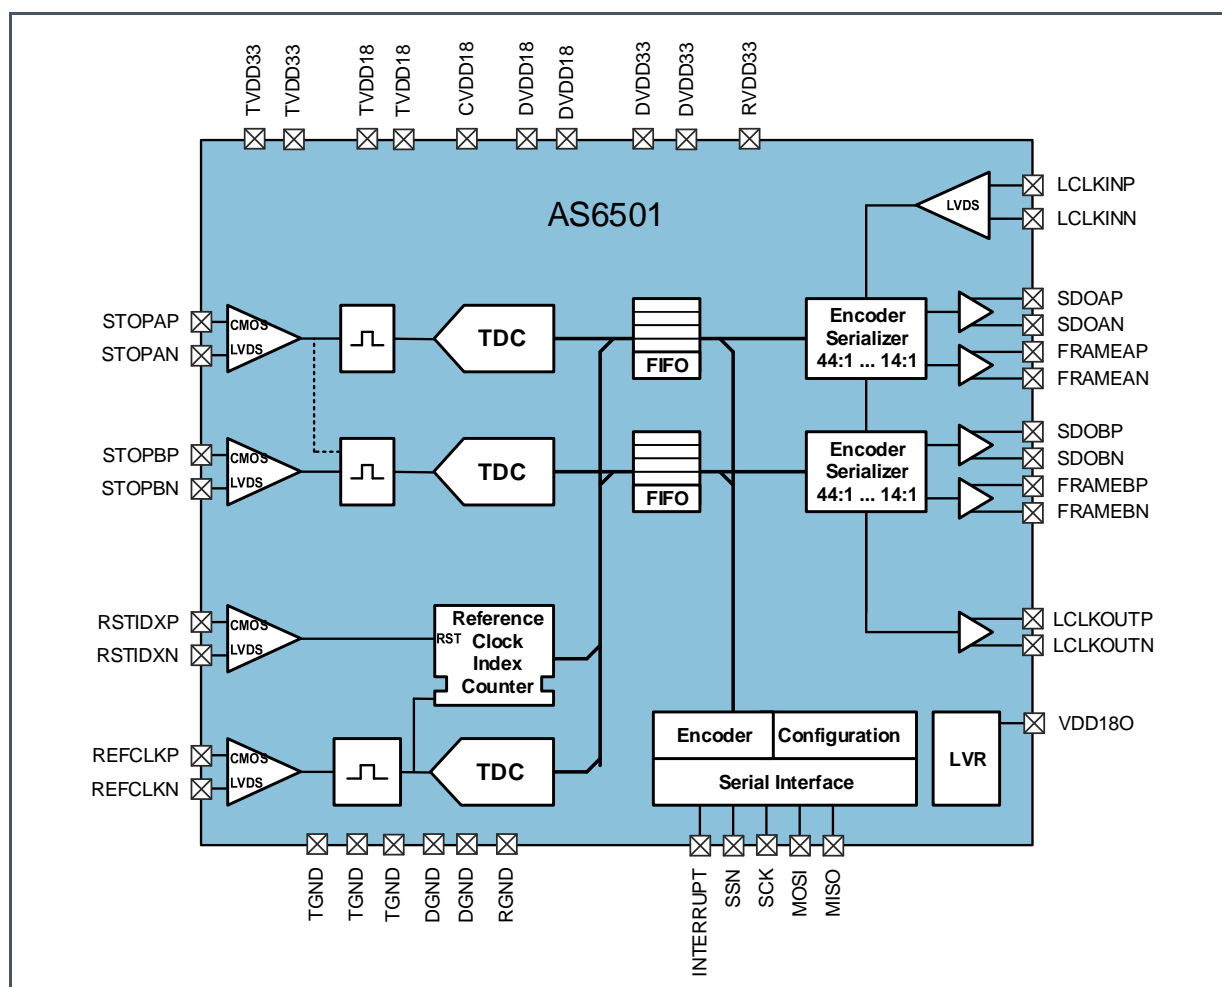 TVDD33
TVDD33
TVDD18
TVDD18
CVDD18
DVDD18
DVDD18
DVDD33
DVDD33
RVDD33
AS6501
LVDS
LCLKINP
LCLKINN
STOPAP
STOPAN
CMOS
LVDS
TDC
FIFO
Encoder
Serializer
44:1 ... 14:1
SDOAP
SDOAN
FRAMEAP
FRAMEAN
STOPBP
STOPBN
CMOS
LVDS
TDC
FIFO
Encoder
Serializer
44:1 ... 14:1
SDOBP
SDOBN
FRAMEBP
FRAMEBN
RSTIDXP
RSTIDXN
CMOS
LVDS
RST
Reference
Clock
Index
Counter
LCLKOUTP
LCLKOUTN
REFCLKP
REFCLKN
CMOS
LVDS
TDC
Encoder
Configuration
Serial Interface
LVR
VDD18O
TGND
TGND
TGND
DGND
DGND
RGND
INTERRUPT
SSN
SCK
MOSI
MISO